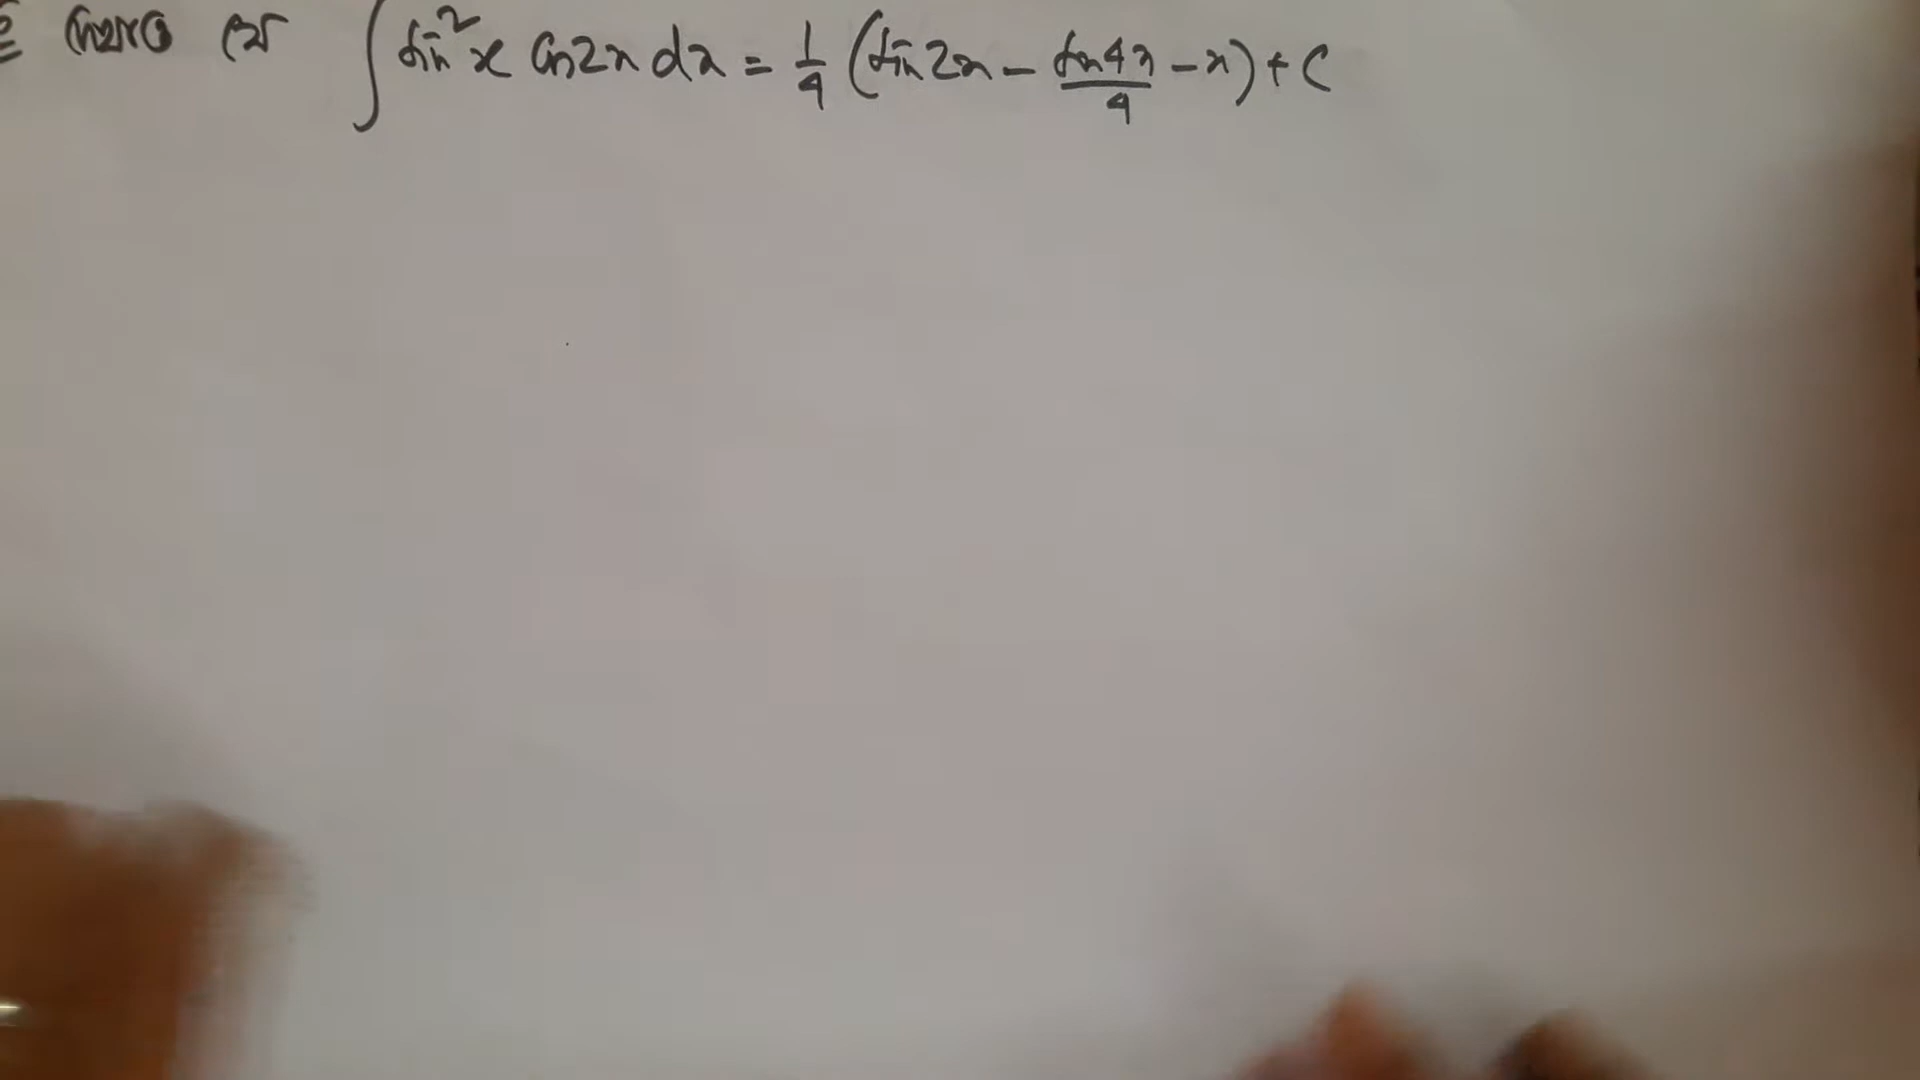 দেখাও যে ∫ sin²x cos2x dx = 1/4 (sin2x − sin4x/4 − x) + c